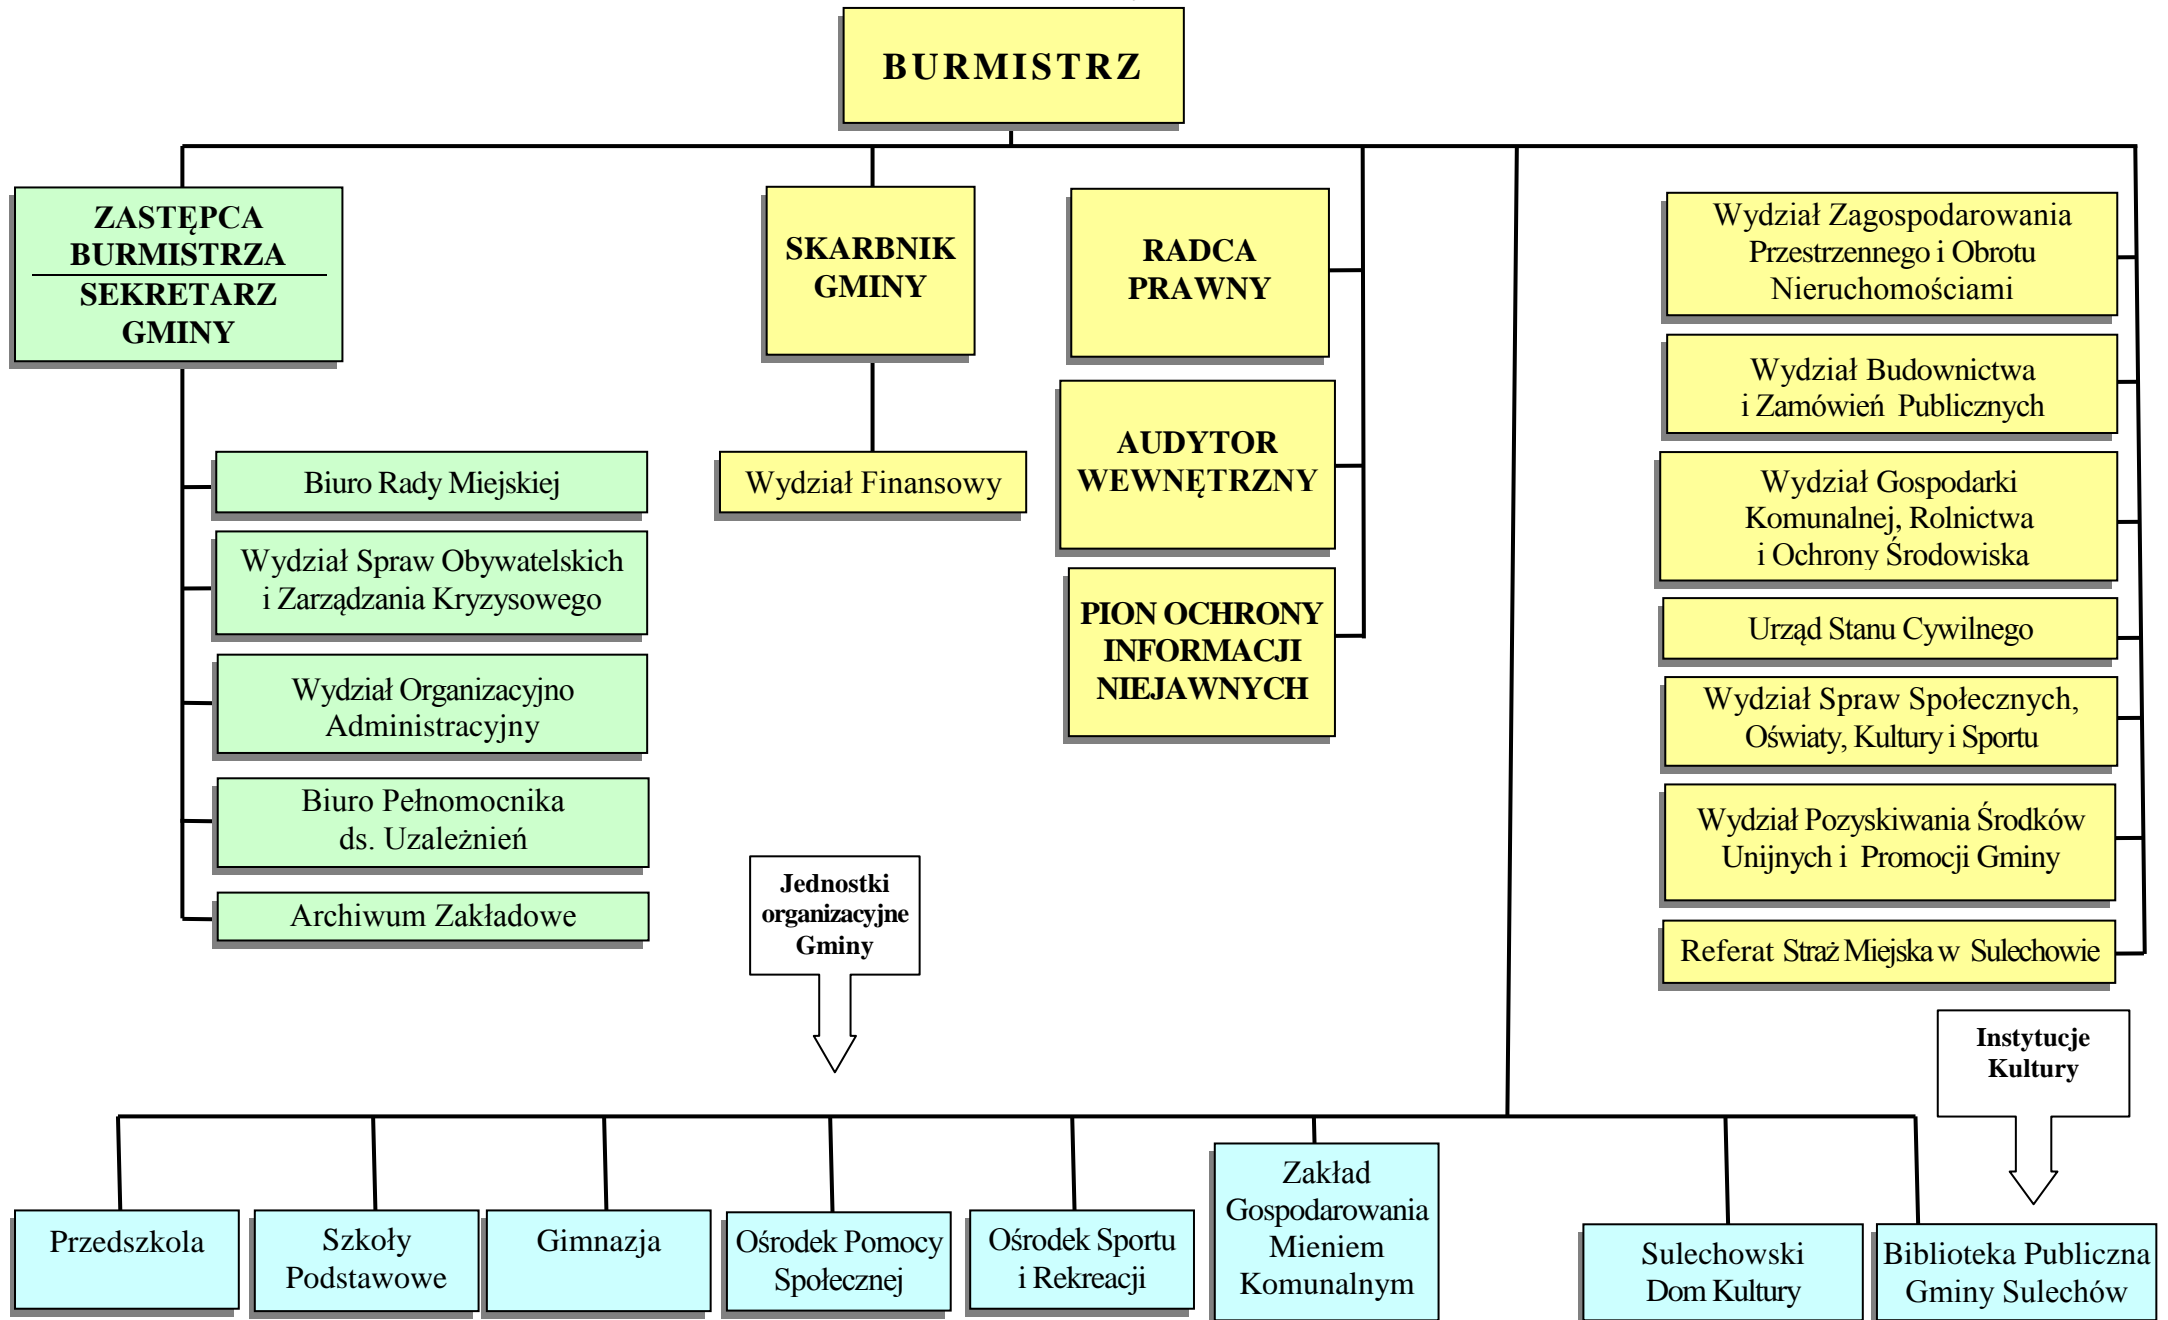 BURMISTRZ
ZASTĘPCA
BURMISTRZA
SEKRETARZ
GMINY
SKARBNIK
GMINY
RADCA
PRAWNY
Wydział Zagospodarowania
Przestrzennego i Obrotu
Nieruchomościami
Wydział Budownictwa
i Zamówień Publicznych
AUDYTOR
WEWNĘTRZNY
Biuro Rady Miejskiej
Wydział Finansowy
Wydział Gospodarki
Komunalnej, Rolnictwa
i Ochrony Środowiska
Wydział Spraw Obywatelskich
i Zarządzania Kryzysowego
PION OCHRONY
INFORMACJI
NIEJAWNYCH
Urząd Stanu Cywilnego
Wydział Organizacyjno
Administracyjny
Wydział Spraw Społecznych,
Oświaty, Kultury i Sportu
Biuro Pełnomocnika
ds. Uzależnień
Wydział Pozyskiwania Środków
Unijnych i Promocji Gminy
Archiwum Zakładowe
Jednostki
organizacyjne
Gminy
Referat Straż Miejska w Sulechowie
Instytucje
Kultury
Przedszkola
Szkoły
Podstawowe
Gimnazja
Ośrodek Pomocy
Społecznej
Ośrodek Sportu
i Rekreacji
Zakład
Gospodarowania
Mieniem
Komunalnym
Sulechowski
Dom Kultury
Biblioteka Publiczna
Gminy Sulechów